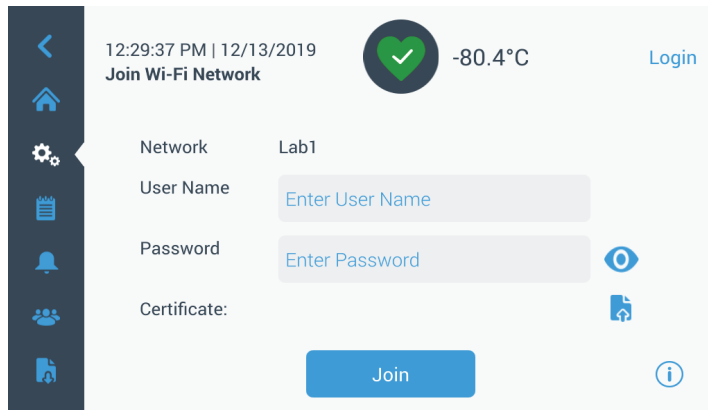 12:29:37 PM | 12/13/2019
Join Wi-Fi Network
-80.4°C
Login
Network Lab1
User Name
Enter User Name
Password
Enter Password
Certificate:
Join